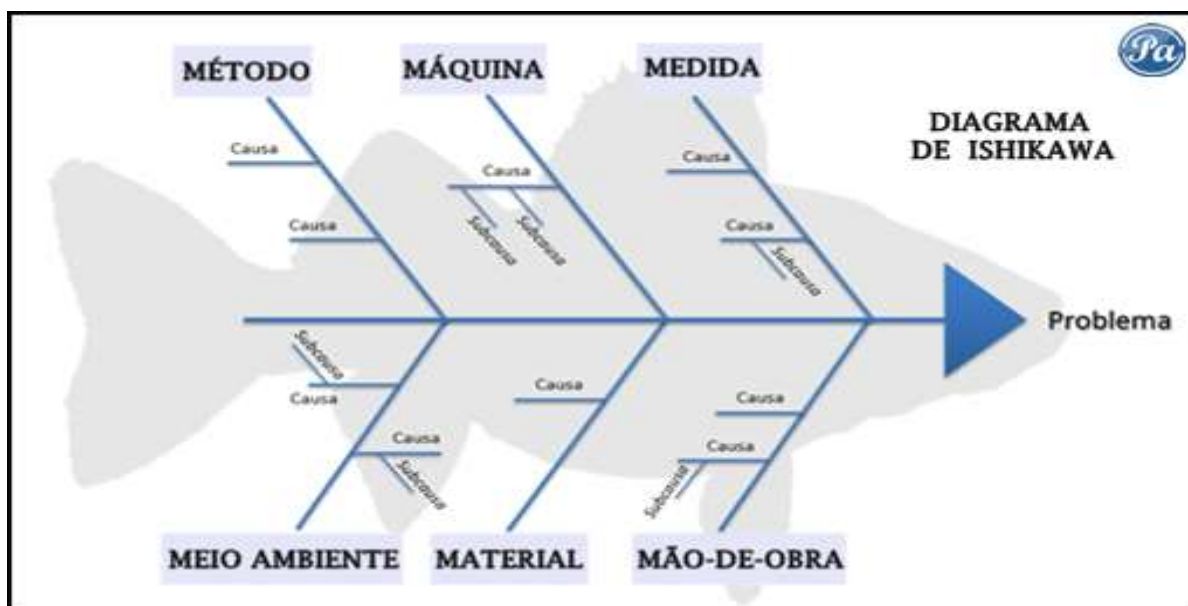 Pa
MÉTODO
MÁQUINA
MEDIDA
DIAGRAMA
DE ISHIKAWA
Causa
Causa
Causa
Subcausa
Subcausa
Causa
Causa
Subcausa
Problema
Subcausa
Causa
Causa
Subcausa
Causa
Causa
Causa
Subcausa
MEIO AMBIENTE
MATERIAL
MÃO-DE-OBRA